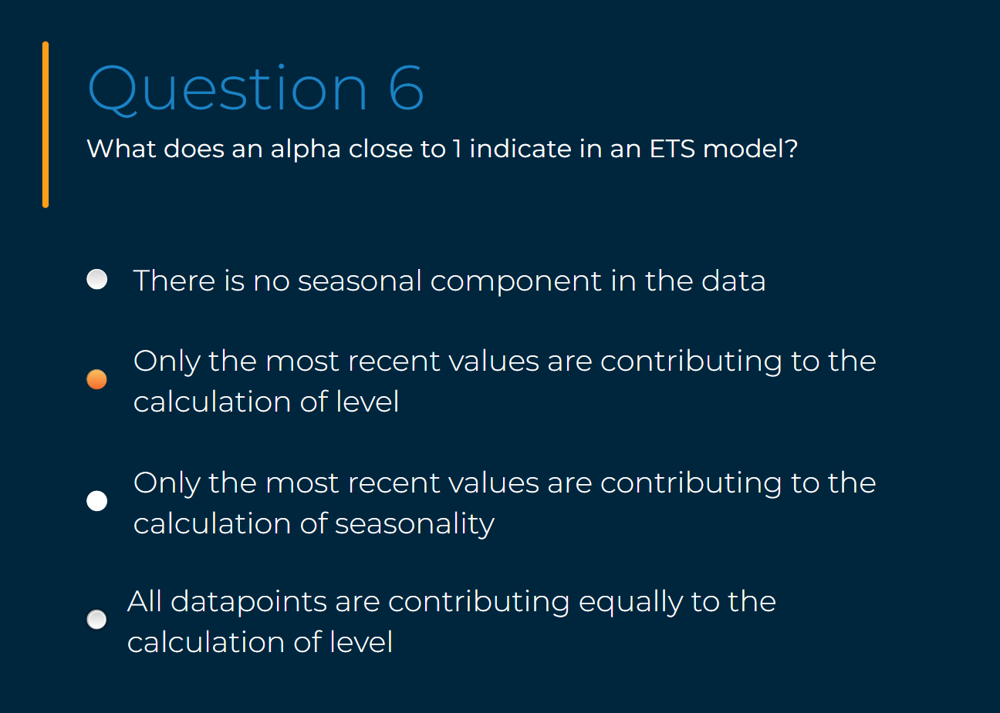 Question 6
What does an alpha close to 1 indicate in an ETS model?
There is no seasonal component in the data
Only the most recent values are contributing to the
calculation of level
Only the most recent values are contributing to the
calculation of seasonality
All datapoints are contributing equally to the
calculation of level